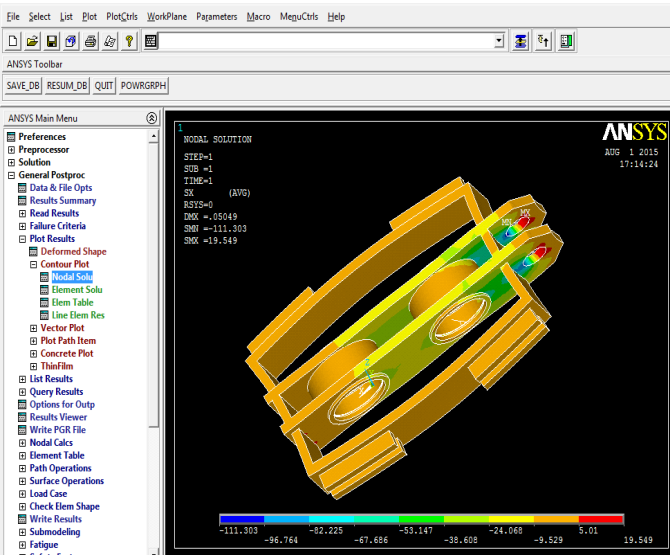 File Select List Plot PlotCtrls WorkPlane Parameters Macro MenuCtrls Help
ANSYS Toolbar
SAVE_DB RESUM_DB QUIT POWRGRPH
ANSYS Main Menu
Preferences
Preprocessor
Solution
General Postproc
Data & File Opts
Results Summary
Read Results
Failure Criteria
Plot Results
Deformed Shape
Contour Plot
Nodal Solu
Element Solu
Elem Table
Line Elem Res
Vector Plot
Plot Path Item
Concrete Plot
ThinFilm
List Results
Query Results
Options for Outp
Results Viewer
Write PGR File
Nodal Calcs
Element Table
Path Operations
Surface Operations
Load Case
Check Elem Shape
Write Results
Submodeling
Fatigue
1
NODAL SOLUTION
STEP=1
SUB =1
TIME=1
SX (AVG)
RSYS=0
DMX =.05049
SMN =-111.303
SMX =19.549
ANSYS
AUG 1 2015
17:14:24
MX
MN
Z
-111.303 -82.225 -53.147 -24.068 5.01
-96.764 -67.686 -38.608 -9.529 19.549